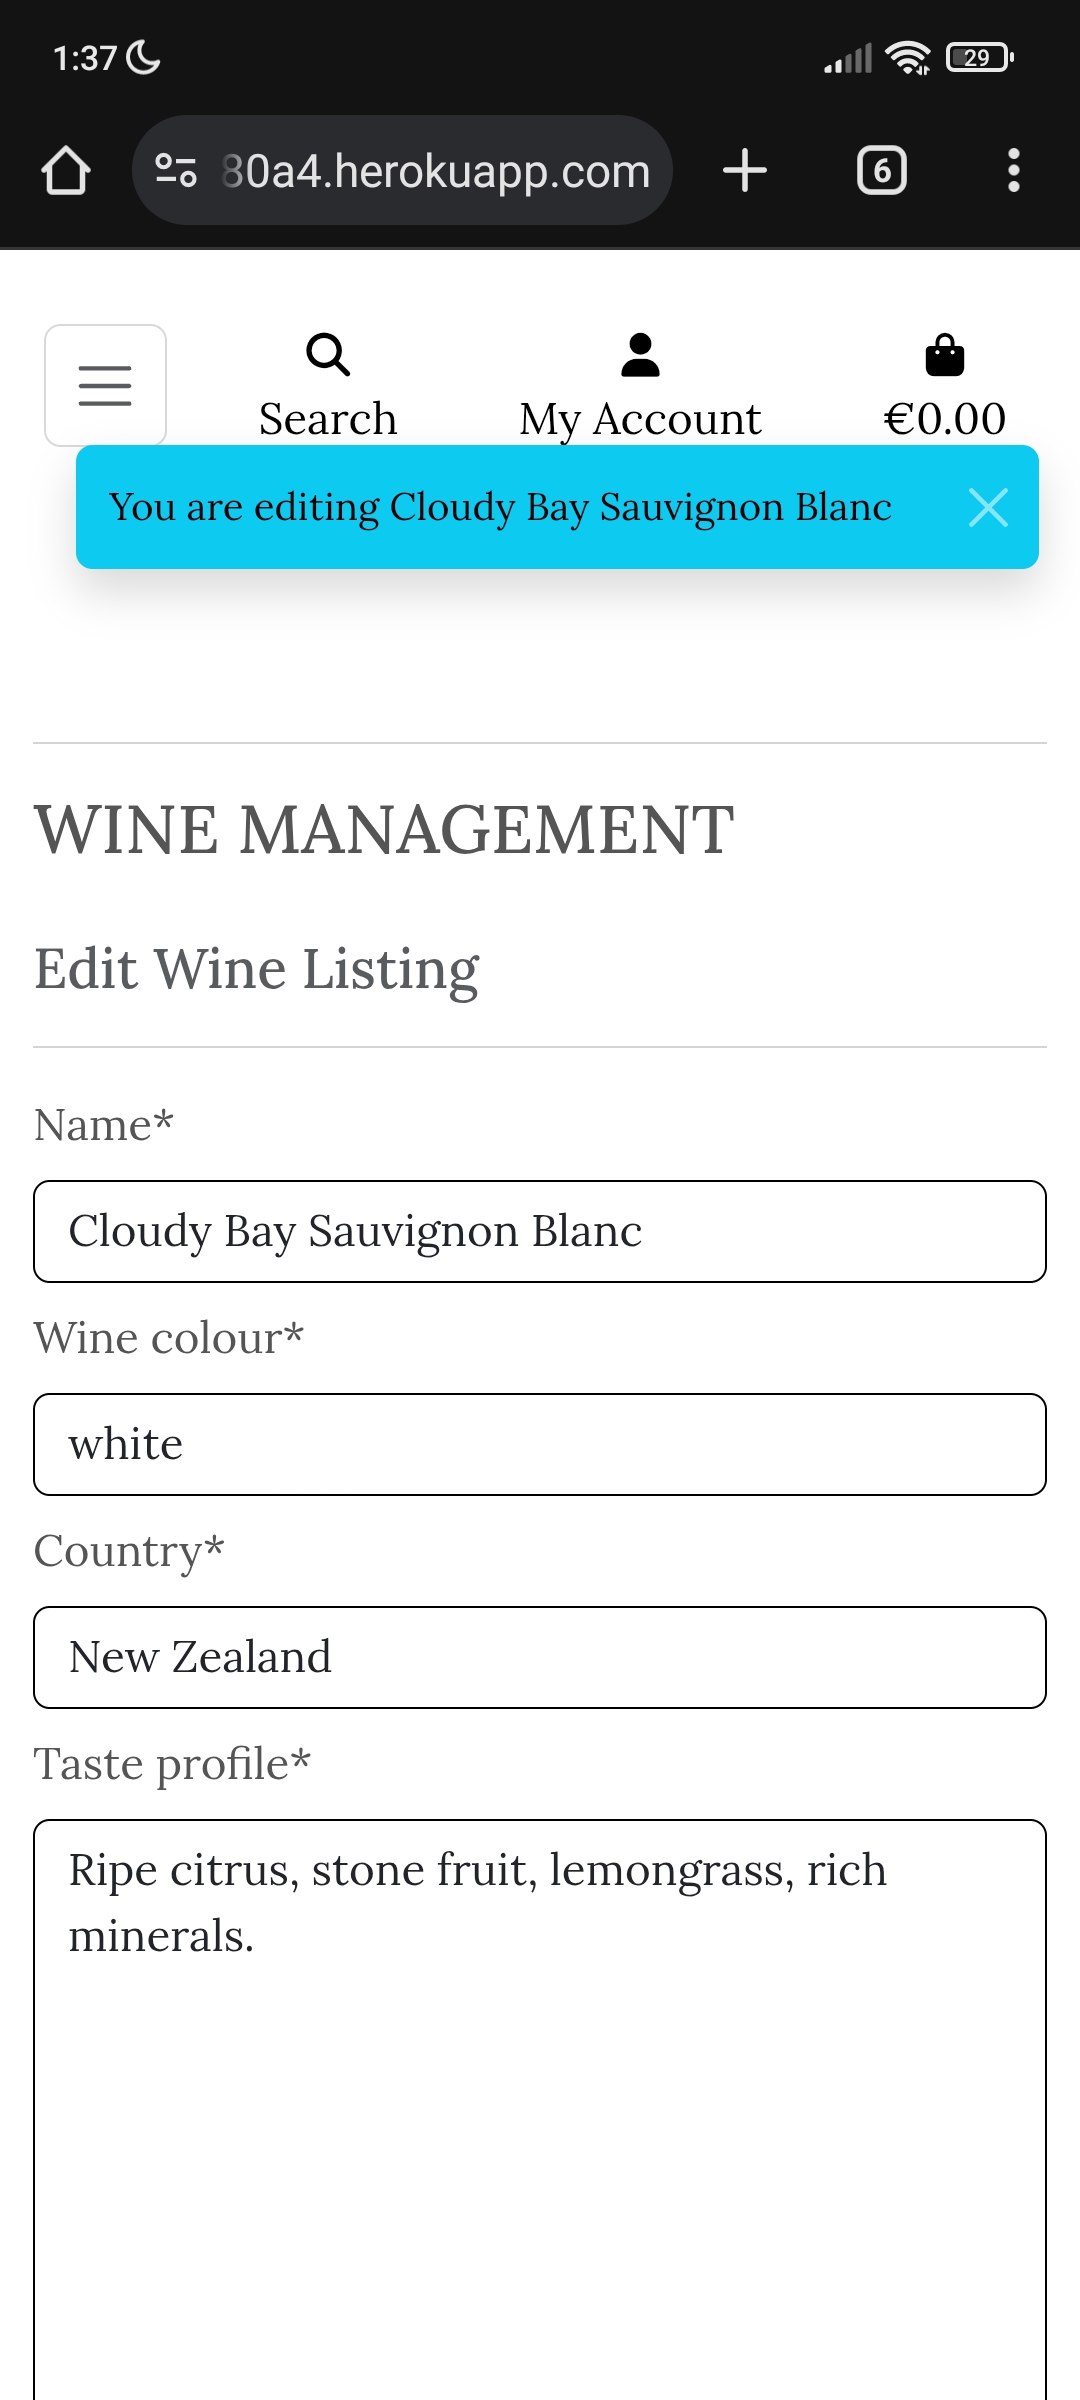 1:37
29
80a4.herokuapp.com
6
Search
My Account
€0.00
You are editing Cloudy Bay Sauvignon Blanc
WINE MANAGEMENT
Edit Wine Listing
Name*
Cloudy Bay Sauvignon Blanc
Wine colour*
white
Country*
New Zealand
Taste profile*
Ripe citrus, stone fruit, lemongrass, rich
minerals.